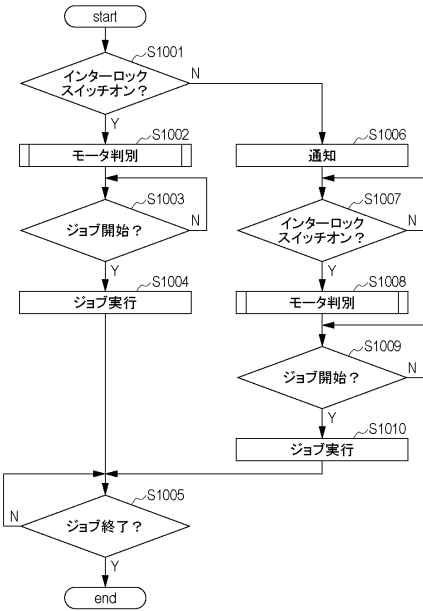 start
S1001
インターロック
スイッチオン？
N
Y
S1002
モータ判別
S1003
ジョブ開始？
N
Y
S1004
ジョブ実行
S1006
通知
S1007
インターロック
スイッチオン？
N
Y
S1008
モータ判別
S1009
ジョブ開始？
N
Y
S1010
ジョブ実行
S1005
ジョブ終了？
N
Y
end